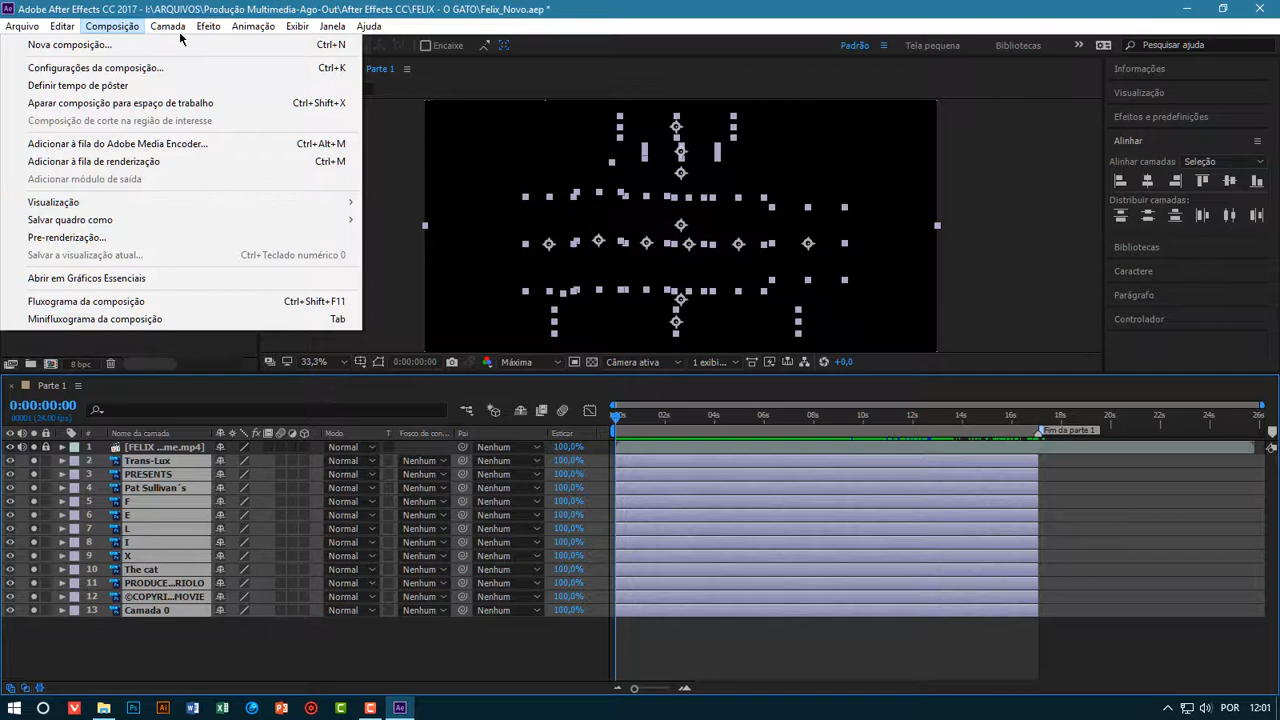 Adobe After Effects CC 2017 - I:\ARQUIVOS\Produção Multimedia-Ago-Out\After Effects CC\FELIX - O GATO\Felix_Novo.aep *
Arquivo Editar Composição Camada Efeito Animação Exibir Janela Ajuda
Nova composição... Ctrl+N
Configurações da composição... Ctrl+K
Definir tempo de pôster
Aparar composição para espaço de trabalho Ctrl+Shift+X
Composição de corte na região de interesse
Adicionar à fila do Adobe Media Encoder... Ctrl+Alt+M
Adicionar à fila de renderização Ctrl+M
Adicionar módulo de saída
Visualização
Salvar quadro como
Pre-renderização...
Salvar a visualização atual... Ctrl+Teclado numérico 0
Abrir em Gráficos Essenciais
Fluxograma da composição Ctrl+Shift+F11
Minifluxograma da composição Tab
Encaixe
Padrão Tela pequena Bibliotecas Pesquisar ajuda
Parte 1
Informações
Visualização
Efeitos e predefinições
Alinhar
Alinhar camadas Seleção
Distribuir camadas:
Bibliotecas
Caractere
Parágrafo
Controlador
8 bpc
33,3% 0:00:00:00 Máxima Câmera ativa 1 exibi... +0,0
Parte 1
0:00:00:00
00001 (24.00 fps)
02s 04s 06s 08s 10s 12s 14s 16s 18s 20s 22s 24s 26s
# Nome da camada Modo T Fosco de con... Pai Esticar
Fim da parte 1
1 [FELIX ...me.mp4] Normal Nenhum 100,0%
3 Trans-Lux Normal Nenhum Nenhum 100,0%
3 PRESENTS Normal Nenhum Nenhum 100,0%
4 Pat Sullivan´s Normal Nenhum Nenhum 100,0%
5 F Normal Nenhum Nenhum 100,0%
6 E Normal Nenhum Nenhum 100,0%
7 L Normal Nenhum Nenhum 100,0%
8 I Normal Nenhum Nenhum 100,0%
9 X Normal Nenhum Nenhum 100,0%
10 The cat Normal Nenhum Nenhum 100,0%
11 PRODUCE...RIOLO Normal Nenhum Nenhum 100,0%
12 ©COPYRI...MOVIE Normal Nenhum Nenhum 100,0%
13 Camada 0 Normal Nenhum Nenhum 100,0%
POR 12:01